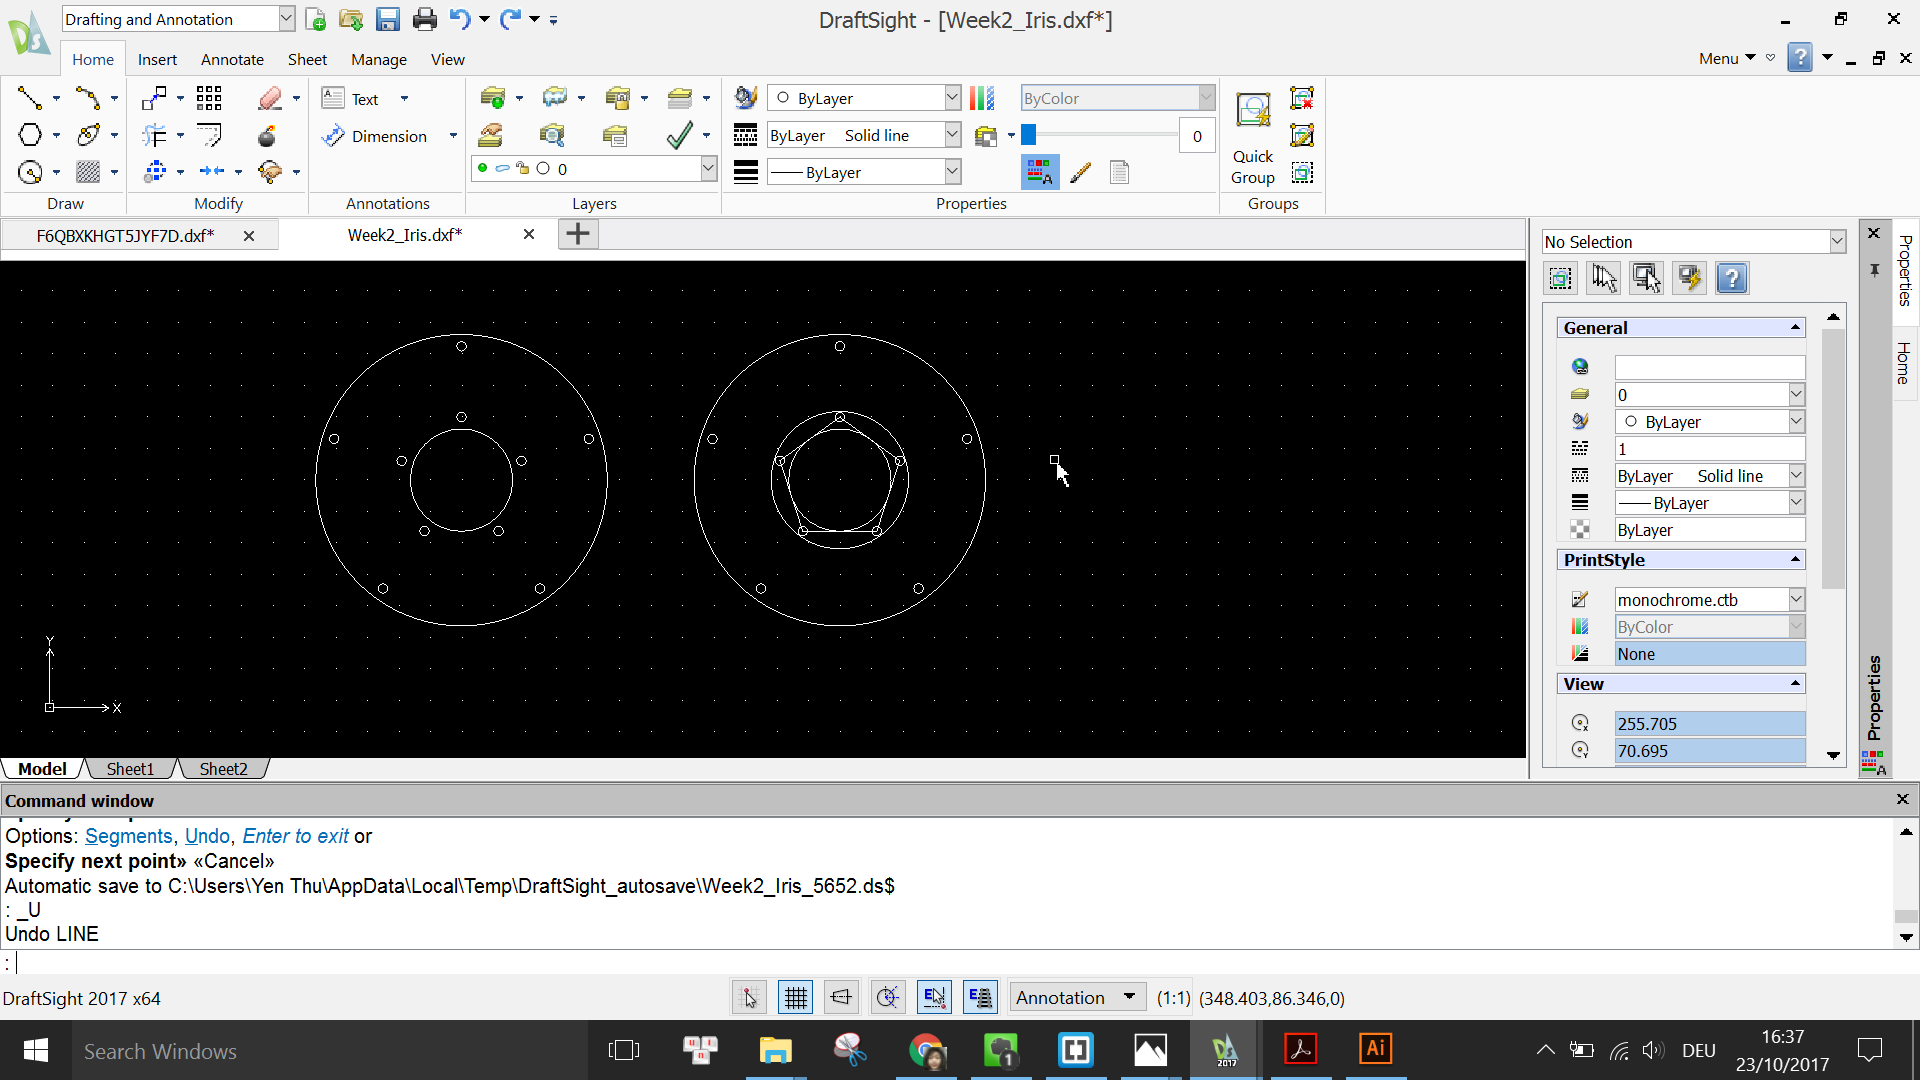 Drafting and Annotation
DraftSight - [Week2_Iris.dxf*]
Home
Insert
Annotate
Sheet
Manage
View
Menu
Text
Dimension
ByLayer
ByLayer Solid line
ByLayer
ByColor
0
0
Quick
Group
Draw
Modify
Annotations
Layers
Properties
Groups
F6QBXKHGT5JYF7D.dxf*
Week2_Iris.dxf*
Y
X
Model
Sheet1
Sheet2
No Selection
General
0
ByLayer
1
ByLayer Solid line
ByLayer
ByLayer
PrintStyle
monochrome.ctb
ByColor
None
View
255.705
70.695
Properties
Properties
Home
Command window
Options: Segments, Undo, Enter to exit or
Specify next point» «Cancel»
Automatic save to C:\Users\Yen Thu\AppData\Local\Temp\DraftSight_autosave\Week2_Iris_5652.ds$
: _U
Undo LINE
:
DraftSight 2017 x64
Annotation
(1:1) (348.403,86.346,0)
Search Windows
u i n
1
DS
2017
Ai
DEU
16:37
23/10/2017